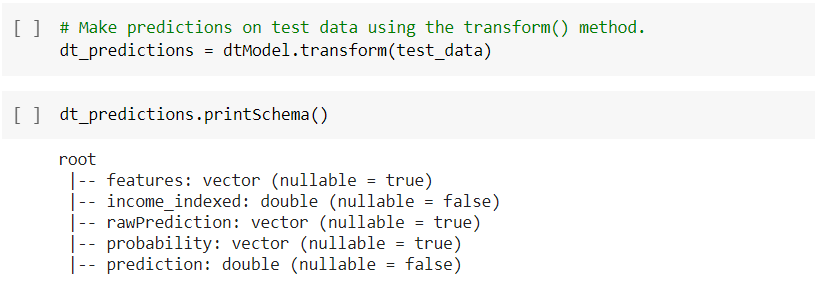 [ ] # Make predictions on test data using the transform() method.
dt_predictions = dtModel.transform(test_data)
[ ] dt_predictions.printSchema()
root
|-- features: vector (nullable = true)
|-- income_indexed: double (nullable = false)
|-- rawPrediction: vector (nullable = true)
|-- probability: vector (nullable = true)
|-- prediction: double (nullable = false)